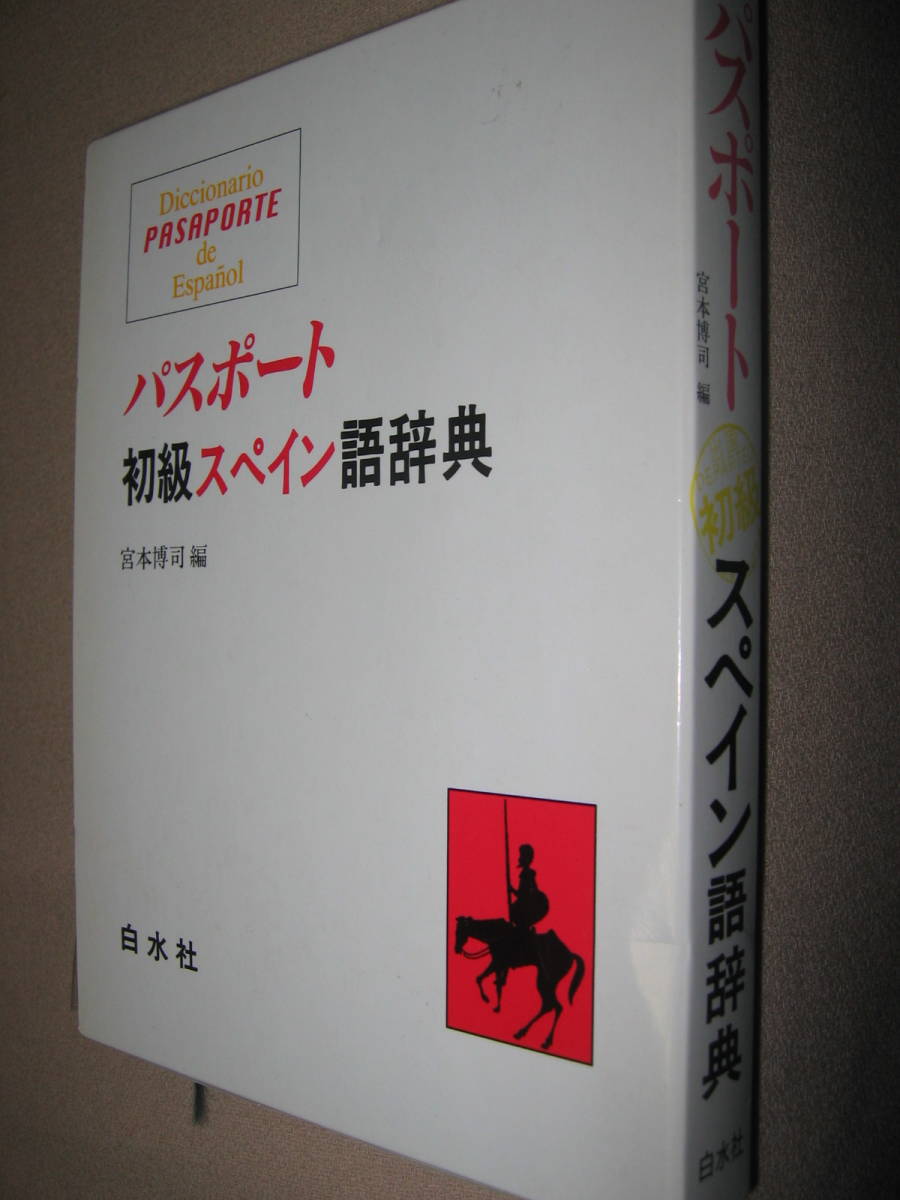 Diccionario
PASAPORTE
de
Español
パスポート
初級スペイン語辞典
宮本博司 編
白水社
パスポート
宮本博司 編
初級
スペイン語辞典
白水社